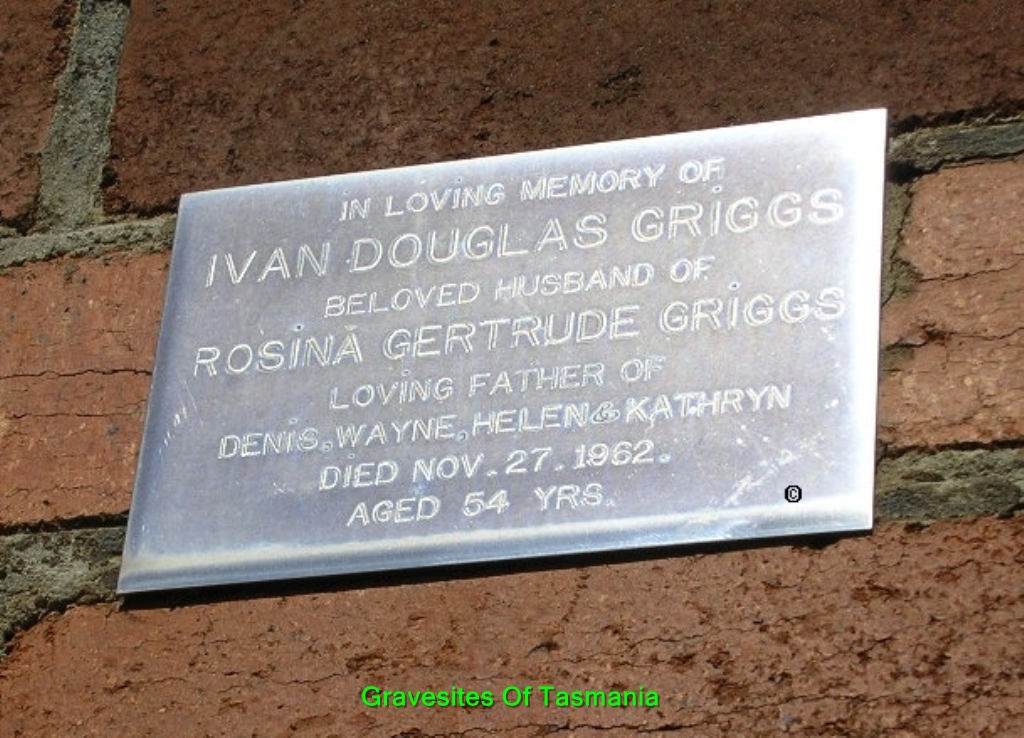 IN LOVING MEMORY OF
IVAN DOUGLAS GRIGGS
BELOVED HUSBAND OF
ROSINA GERTRUDE GRIGGS
LOVING FATHER OF
DENIS, WAYNE, HELEN & KATHRYN
DIED NOV. 27. 1962.
AGED 54 YRS.
©
Gravesites Of Tasmania